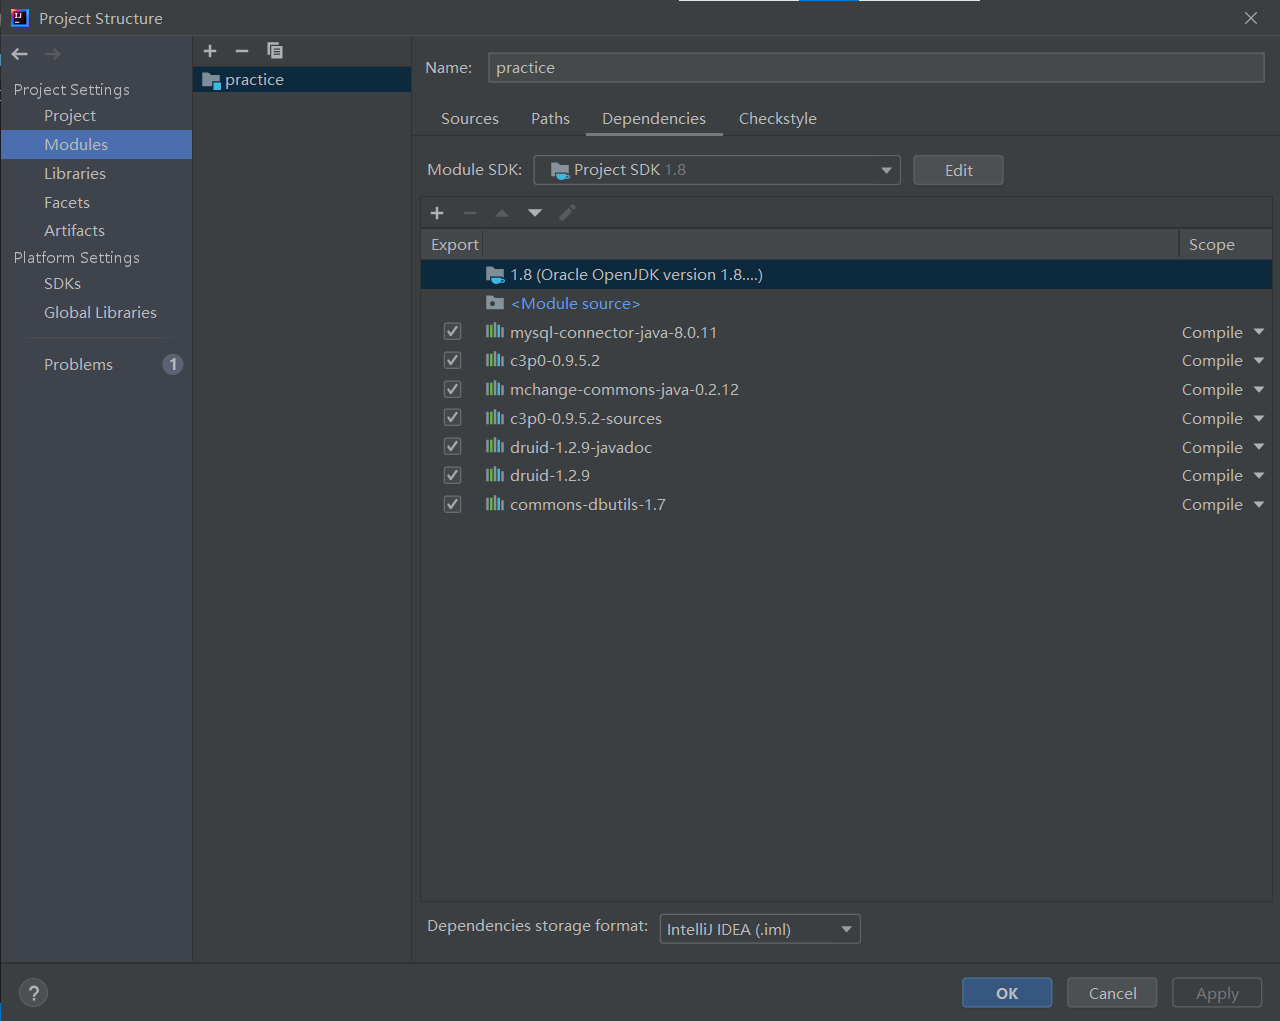 Project Structure
Project Settings
Project
Modules
Libraries
Facets
Artifacts
Platform Settings
SDKs
Global Libraries
Problems 1
practice
Name: practice
Sources Paths Dependencies Checkstyle
Module SDK: Project SDK 1.8 Edit
Export Scope
1.8 (Oracle OpenJDK version 1.8....)
<Module source>
mysql-connector-java-8.0.11 Compile
c3p0-0.9.5.2 Compile
mchange-commons-java-0.2.12 Compile
c3p0-0.9.5.2-sources Compile
druid-1.2.9-javadoc Compile
druid-1.2.9 Compile
commons-dbutils-1.7 Compile
Dependencies storage format: IntelliJ IDEA (.iml)
? OK Cancel Apply